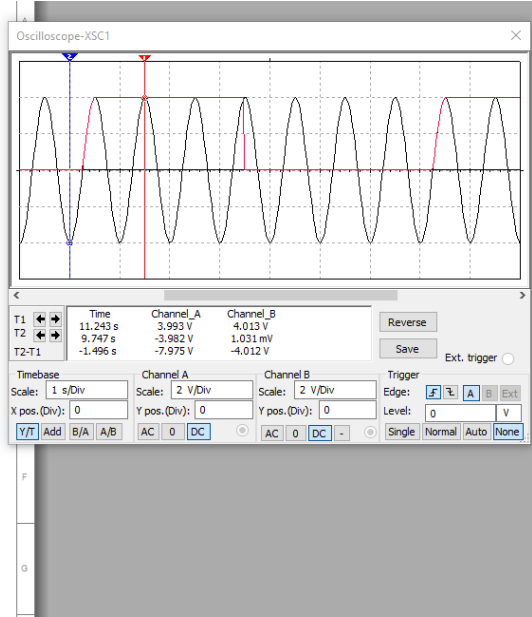 A
Oscilloscope-XSC1
2
1
Time Channel_A Channel_B
T1 11.243 s 3.993 V 4.013 V
T2 9.747 s -3.982 V 1.031 mV
T2-T1 -1.496 s -7.975 V -4.012 V
Reverse
Save
Ext. trigger
Timebase
Scale: 1 s/Div
X pos.(Div): 0
Y/T Add B/A A/B
Channel A
Scale: 2 V/Div
Y pos.(Div): 0
AC 0 DC
Channel B
Scale: 2 V/Div
Y pos.(Div): 0
AC 0 DC -
Trigger
Edge: A B Ext
Level: 0 V
Single Normal Auto None
F
G